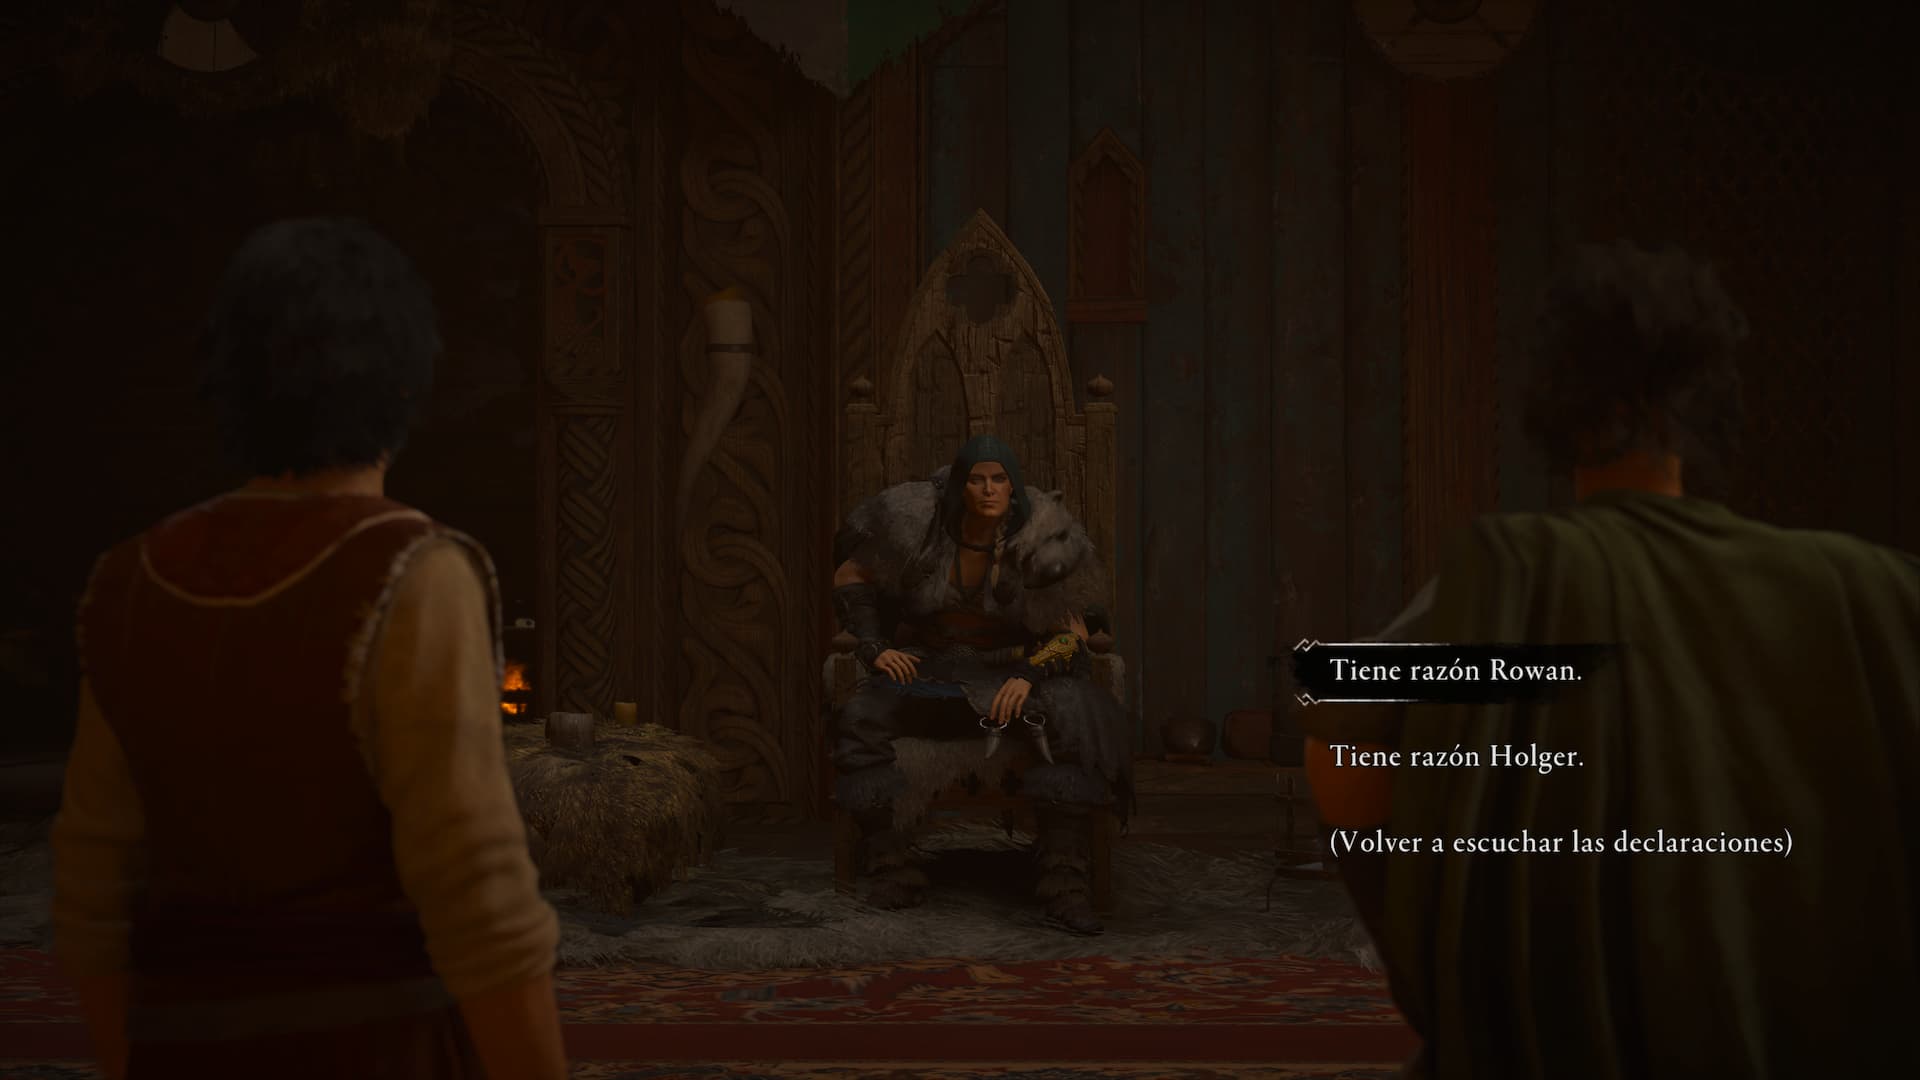 Tiene razón Rowan.
Tiene razón Holger.
(Volver a escuchar las declaraciones)